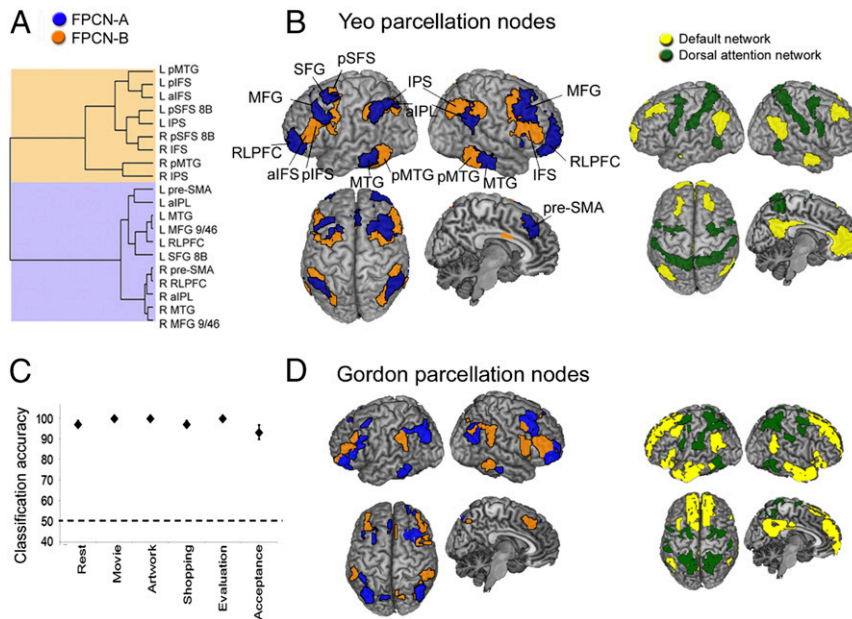 A
FPCN-A
FPCN-B
L pMTG
L pIFS
L aIFS
L pSFS 8B
L IPS
R pSFS 8B
R IFS
R pMTG
R IPS
L pre-SMA
L aIPL
L MTG
L MFG 9/46
L RLPFC
L SFG 8B
R pre-SMA
R RLPFC
R aIPL
R MTG
R MFG 9/46
B
Yeo parcellation nodes
pSFS
SFG
MFG
RLPFC
aIFS
pIFS
MTG
pMTG
IPS
aIPL
pMTG
MTG
IFS
MFG
RLPFC
pre-SMA
Default network
Dorsal attention network
C
Classification accuracy
100
90
80
70
60
50
40
Rest
Movie
Artwork
Shopping
Evaluation
Acceptance
D
Gordon parcellation nodes